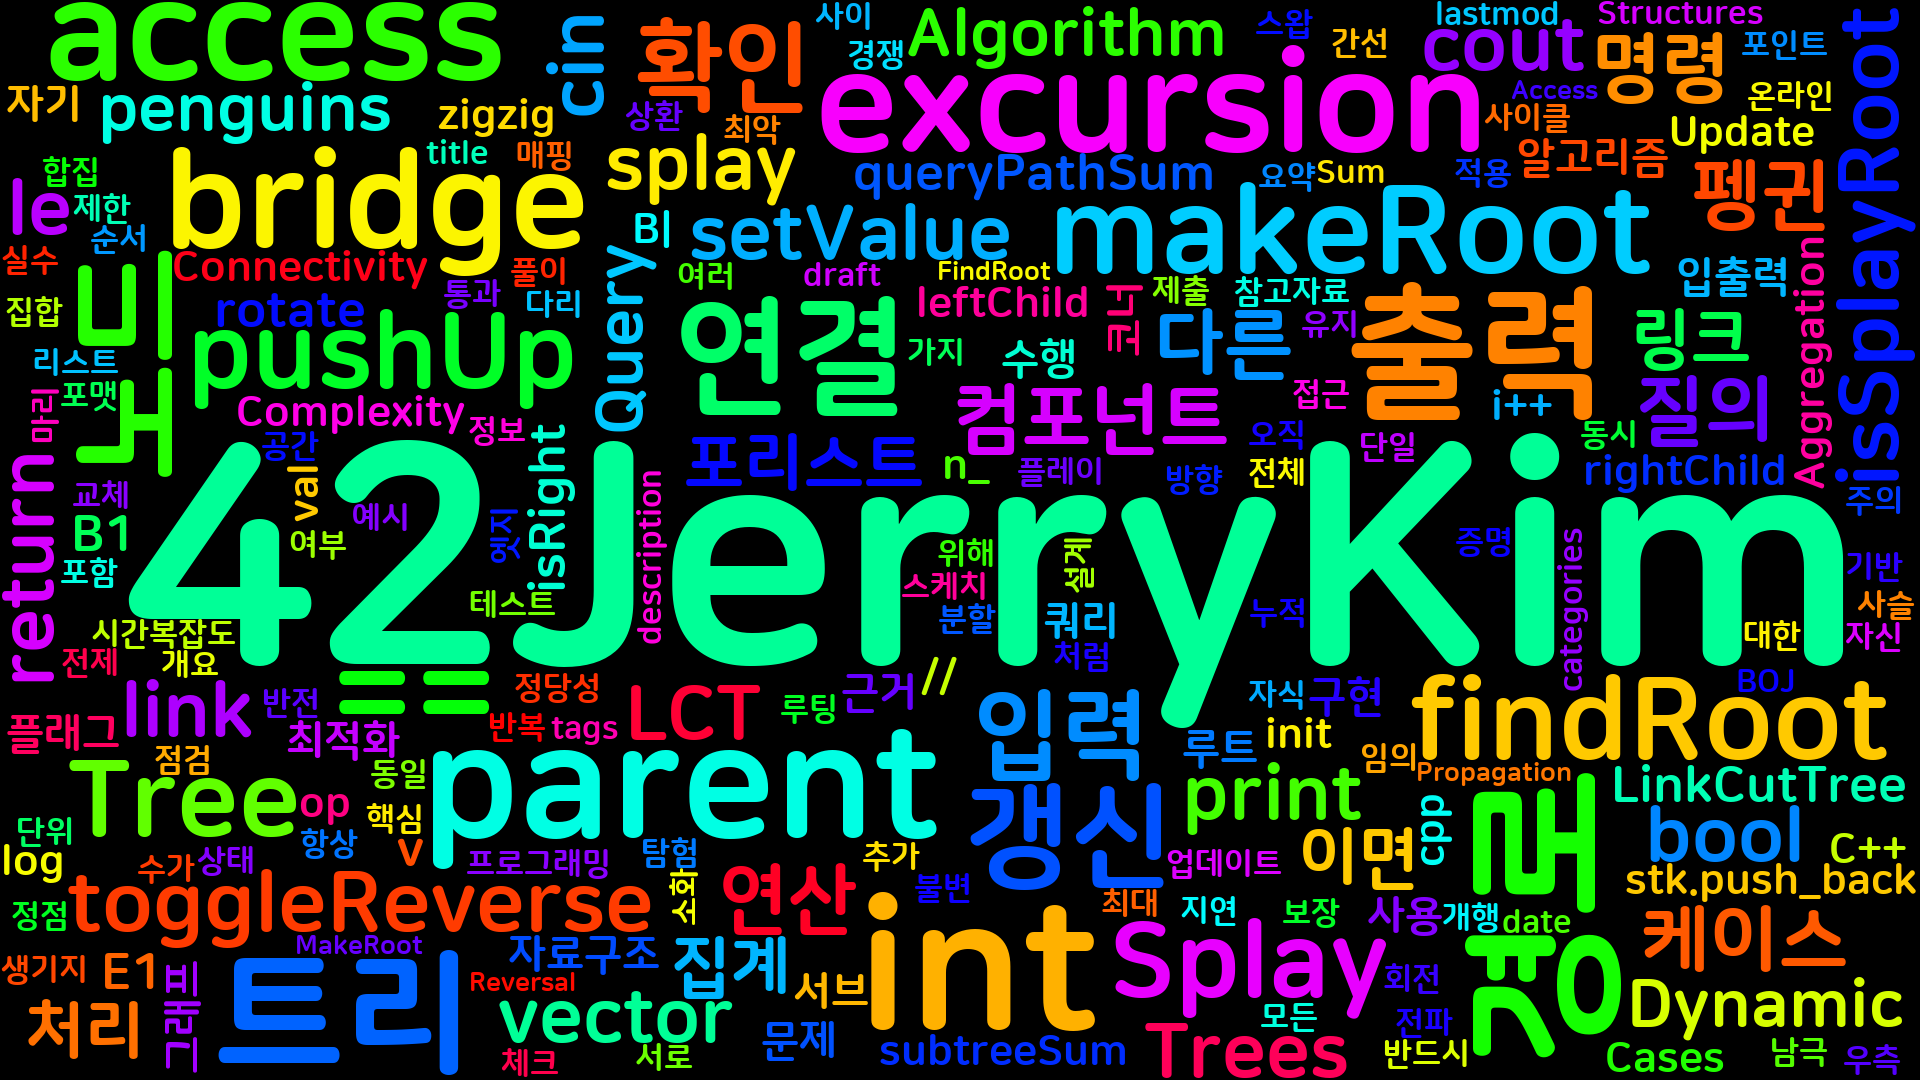 access
자기
penguins
zigzig
cin
확인
사이
경쟁
Algorithm
스왑
간선
lastmod
Structures
cout
명령
포인트
Access
온라인
isSplayRoot
excursion
상환
최악
title
매핑
합집
le
제한
순서
bridge
splay
queryPathSum
요약
Sum
적용
사이클
Update
알고리즘
펭귄
BI
setValue
makeRoot
실수
Connectivity
풀이
여러
draft
FindRoot
입출력
Aggregation
집합
비용
rotate
통과
다리
Query
leftChild
코너
제출
참고자료
유지
리스트
pushUp
연결
가지
수행
다른
출력
링크
포맷
마리
Complexity
정보
컴포넌트
접근
i++
질의
공간
포리스트
n_
플레이
방향
오직
전체
단일
동시
rightChild
return
교체
val
예시
엣지
isRight
description
주의
B1
여부
포함
42JerryKim
위해
스케치
분할
설계
쿼리
처럼
누적
증명
categories
기반
사슬
테스트
시간복잡도
전제
개요
대한
자신
==
link
반전
정당성
LCT
루팅
근거
//
자식
구현
BOJ
findRoot
플래그
최적화
반복
tags
입력
루트
init
임의
Propagation
점검
Tree
op
동일
핵심
parent
갱신
print
LinkCutTree
단위
항상
v
이면
cpp
bool
C++
log
수가
상태
프로그래밍
탐험
추가
업데이트
stk.push_back
정점
toggleReverse
소화
연산
불변
int
최대
지연
보장
사용
개행
date
케이스
MakeRoot
자료구조
집계
서브
Splay
생기지
E1
피래그
트리
Reversal
회전
Dynamic
처리
vector
문제
subtreeSum
모든
전파
체크
서로
Trees
반드시
Cases
남극
우측